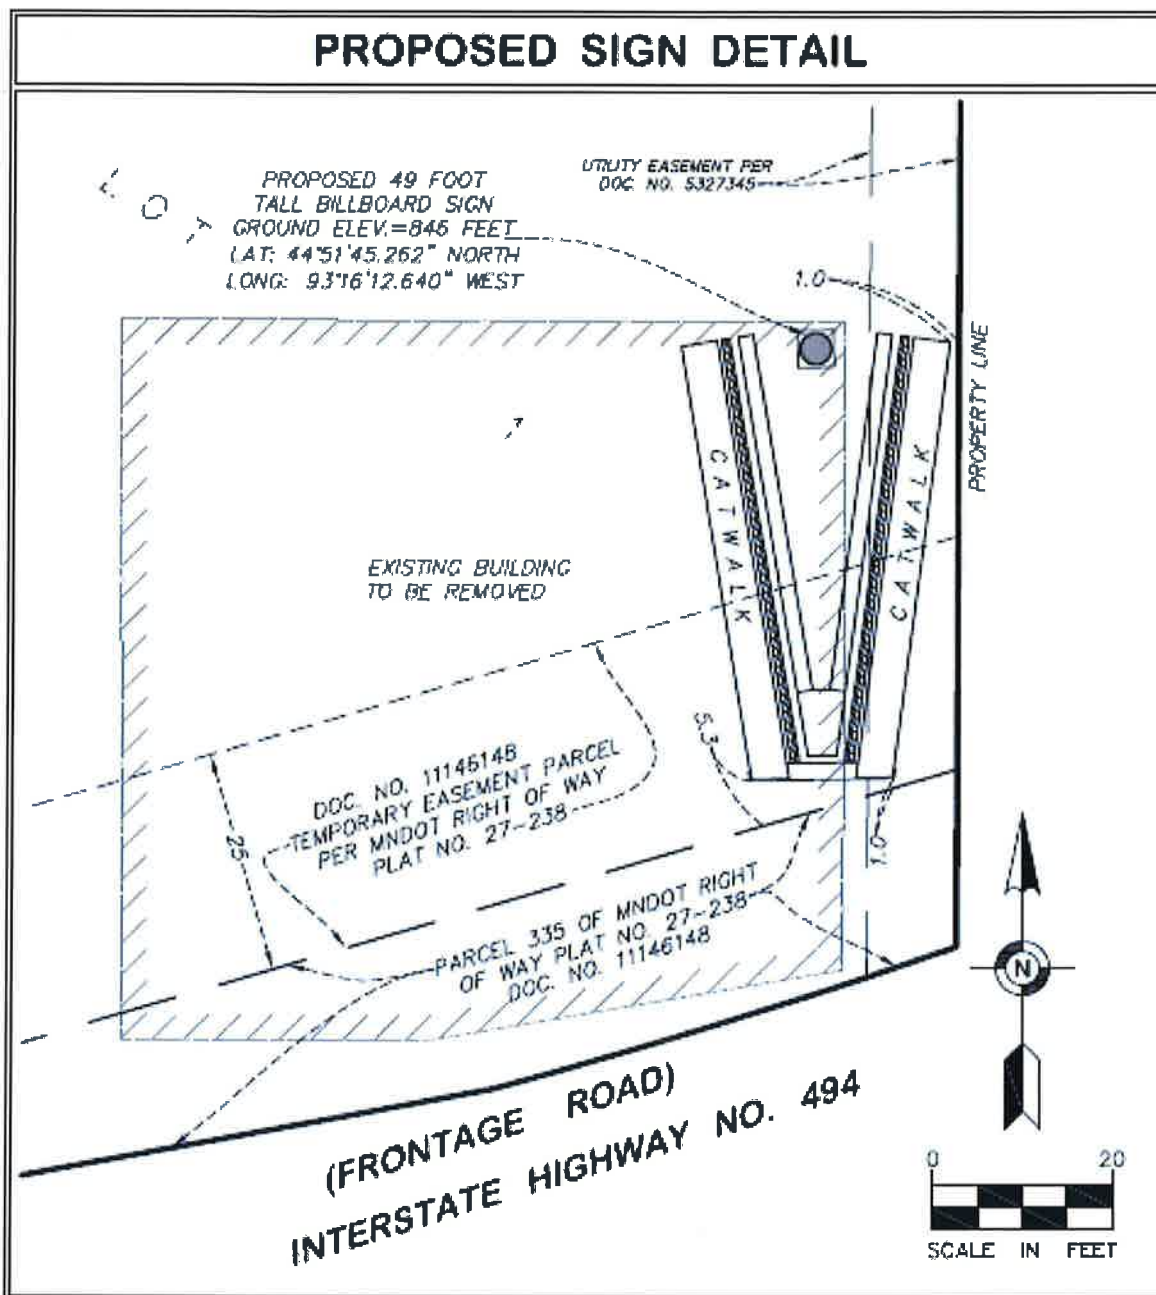 PROPOSED SIGN DETAIL
LOT
PROPOSED 49 FOOT
TALL BILLBOARD SIGN
GROUND ELEV.=846 FEET
LAT: 44°51'45.262" NORTH
LONG: 93°16'12.640" WEST
UTILITY EASEMENT PER
DOC NO. 5327345
1.0
PROPERTY LINE
CATWALK
CATWALK
EXISTING BUILDING
TO BE REMOVED
5.3
1.0
25
DOC. NO. 11146148
TEMPORARY EASEMENT PARCEL
PER MNDOT RIGHT OF WAY
PLAT NO. 27-238
PARCEL 335 OF MNDOT RIGHT
OF WAY PLAT NO. 27-238
DOC. NO. 11146148
N
(FRONTAGE ROAD)
INTERSTATE HIGHWAY NO. 494
0 20
SCALE IN FEET